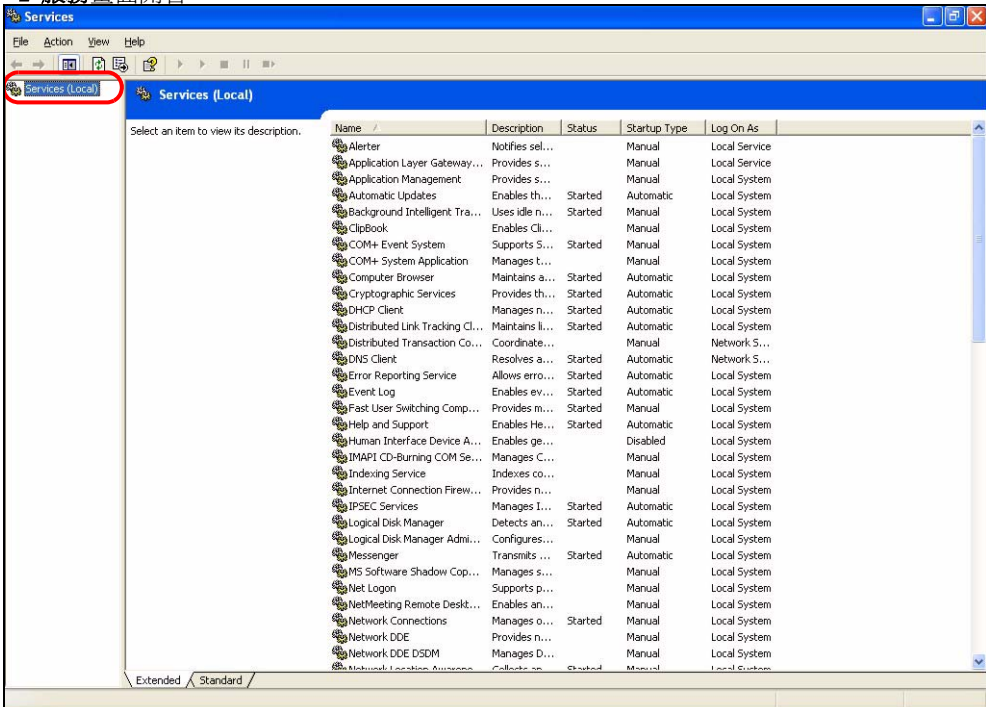 Services
File Action View Help
Services (Local)
Services (Local)
Select an item to view its description.
Name Description Status Startup Type Log On As
Alerter Notifies sel... Manual Local Service
Application Layer Gateway... Provides s... Manual Local Service
Application Management Provides s... Manual Local System
Automatic Updates Enables th... Started Automatic Local System
Background Intelligent Tra... Uses idle n... Started Manual Local System
ClipBook Enables Cli... Manual Local System
COM+ Event System Supports S... Started Manual Local System
COM+ System Application Manages t... Manual Local System
Computer Browser Maintains a... Started Automatic Local System
Cryptographic Services Provides th... Started Automatic Local System
DHCP Client Manages n... Started Automatic Local System
Distributed Link Tracking Cl... Maintains li... Started Automatic Local System
Distributed Transaction Co... Coordinate... Manual Network S...
DNS Client Resolves a... Started Automatic Network S...
Error Reporting Service Allows erro... Started Automatic Local System
Event Log Enables ev... Started Automatic Local System
Fast User Switching Comp... Provides m... Started Manual Local System
Help and Support Enables He... Started Automatic Local System
Human Interface Device A... Enables ge... Disabled Local System
IMAPI CD-Burning COM Se... Manages C... Manual Local System
Indexing Service Indexes co... Manual Local System
Internet Connection Firew... Provides n... Manual Local System
IPSEC Services Manages I... Started Automatic Local System
Logical Disk Manager Detects an... Started Automatic Local System
Logical Disk Manager Admi... Configures... Manual Local System
Messenger Transmits ... Started Automatic Local System
MS Software Shadow Cop... Manages s... Manual Local System
Net Logon Supports p... Manual Local System
NetMeeting Remote Deskt... Enables an... Manual Local System
Network Connections Manages o... Started Manual Local System
Network DDE Provides n... Manual Local System
Network DDE DSDM Manages D... Manual Local System
Network Location Awarene... Collects an... Started Manual Local System
Extended Standard